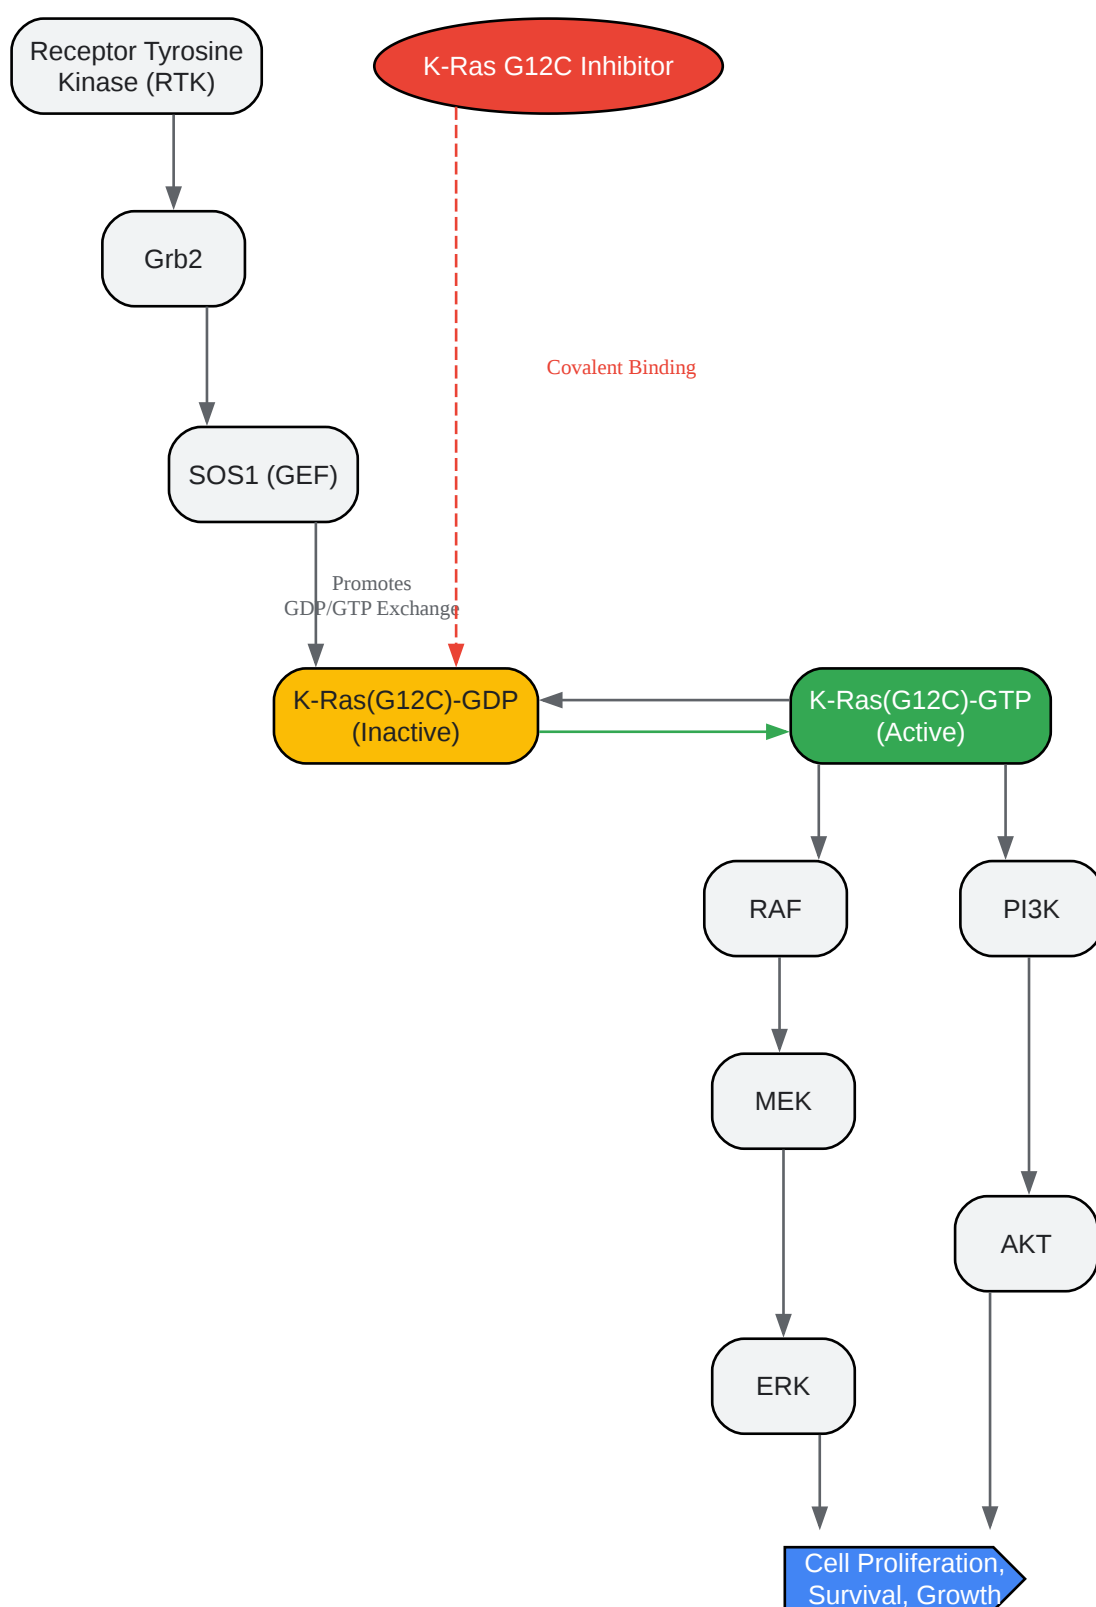 Receptor Tyrosine
Kinase (RTK)
K-Ras G12C Inhibitor
Grb2
Covalent Binding
SOS1 (GEF)
Promotes
GDP/GTP Exchange
K-Ras(G12C)-GDP
(Inactive)
K-Ras(G12C)-GTP
(Active)
RAF
PI3K
MEK
AKT
ERK
Cell Proliferation,
Survival, Growth